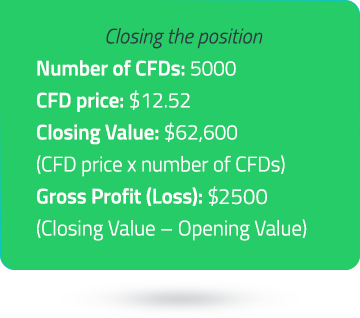 Closing the position
Number of CFDs: 5000
CFD price: $12.52
Closing Value: $62,600
(CFD price x number of CFDs)
Gross Profit (Loss): $2500
(Closing Value – Opening Value)